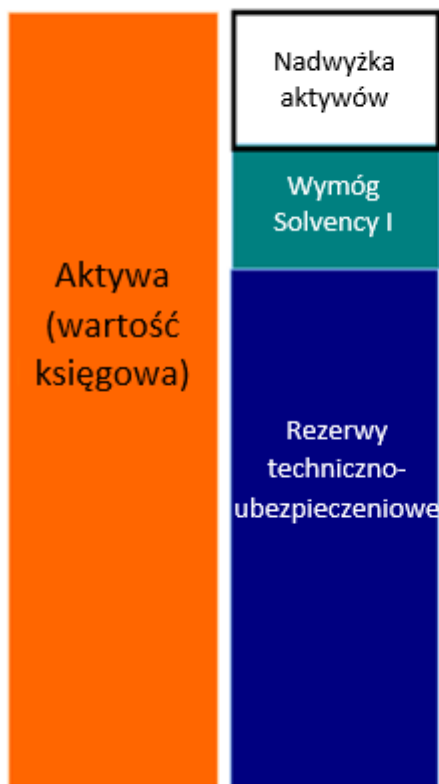 Nadwyżka
aktywów
Wymóg
Solvency I
Aktywa
(wartość
księgowa)
Rezerwy
techniczno-
ubezpieczeniowe